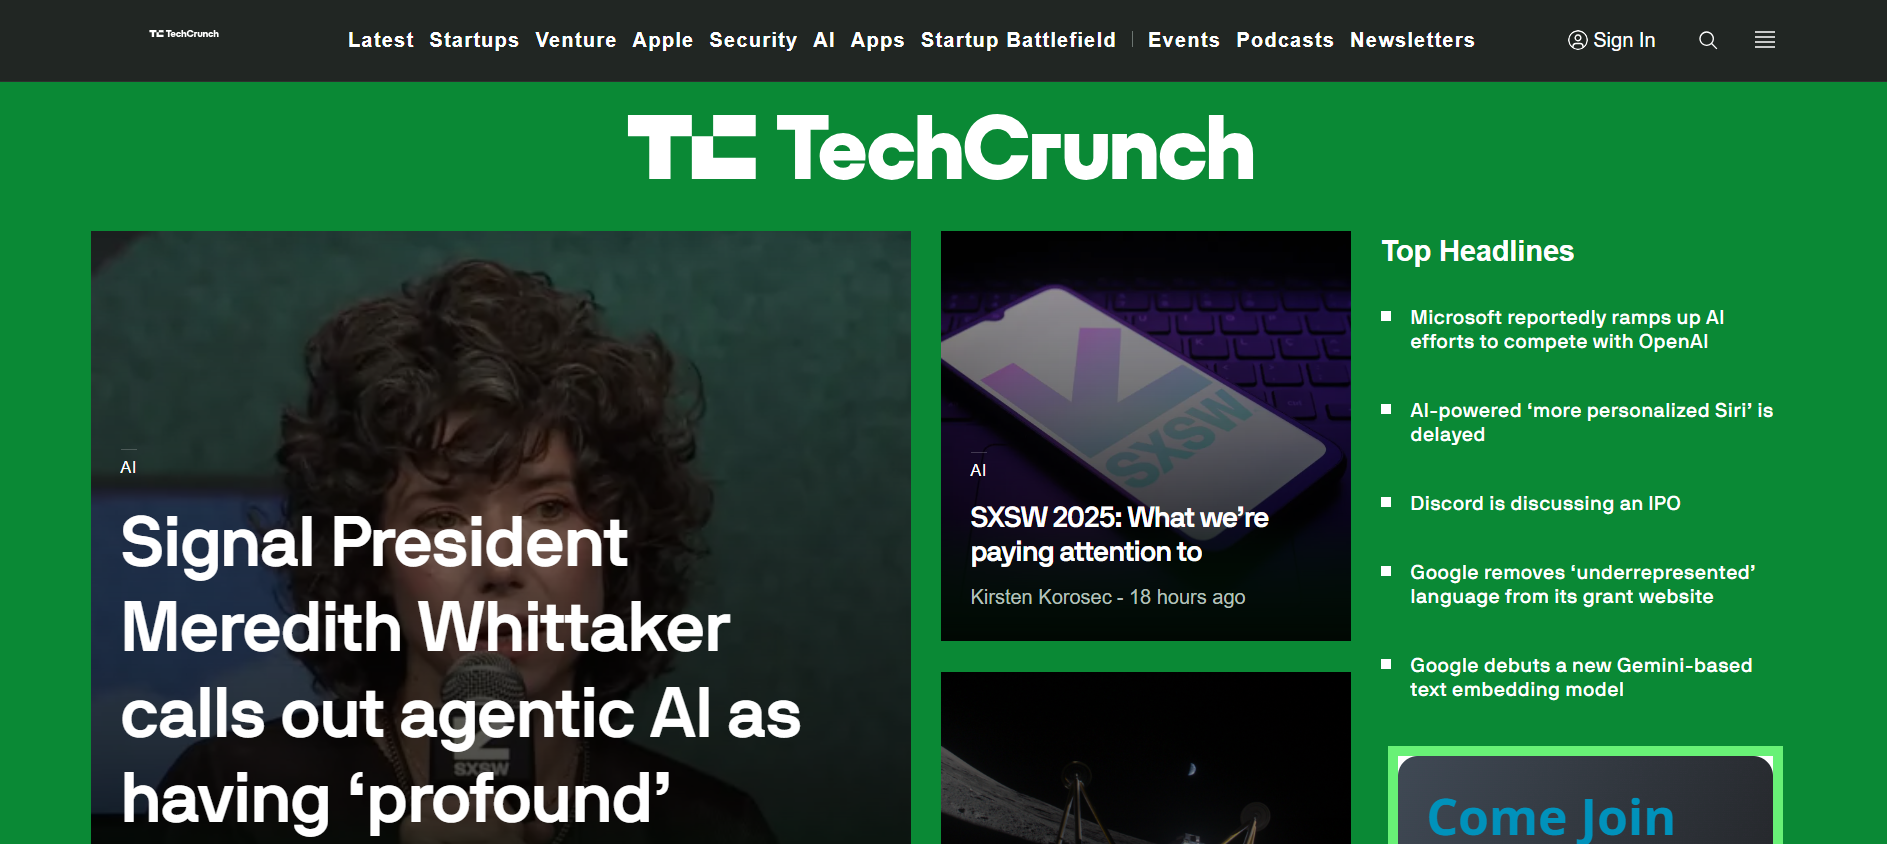 TechCrunch
Latest Startups Venture Apple Security AI Apps Startup Battlefield Events Podcasts Newsletters
Sign In
TechCrunch
AI
Signal President
Meredith Whittaker
calls out agentic AI as
having ‘profound’
SXSW
SXSW
AI
SXSW 2025: What we’re
paying attention to
Kirsten Korosec - 18 hours ago
Top Headlines
Microsoft reportedly ramps up AI
efforts to compete with OpenAI
AI-powered ‘more personalized Siri’ is
delayed
Discord is discussing an IPO
Google removes ‘underrepresented’
language from its grant website
Google debuts a new Gemini-based
text embedding model
Come Join